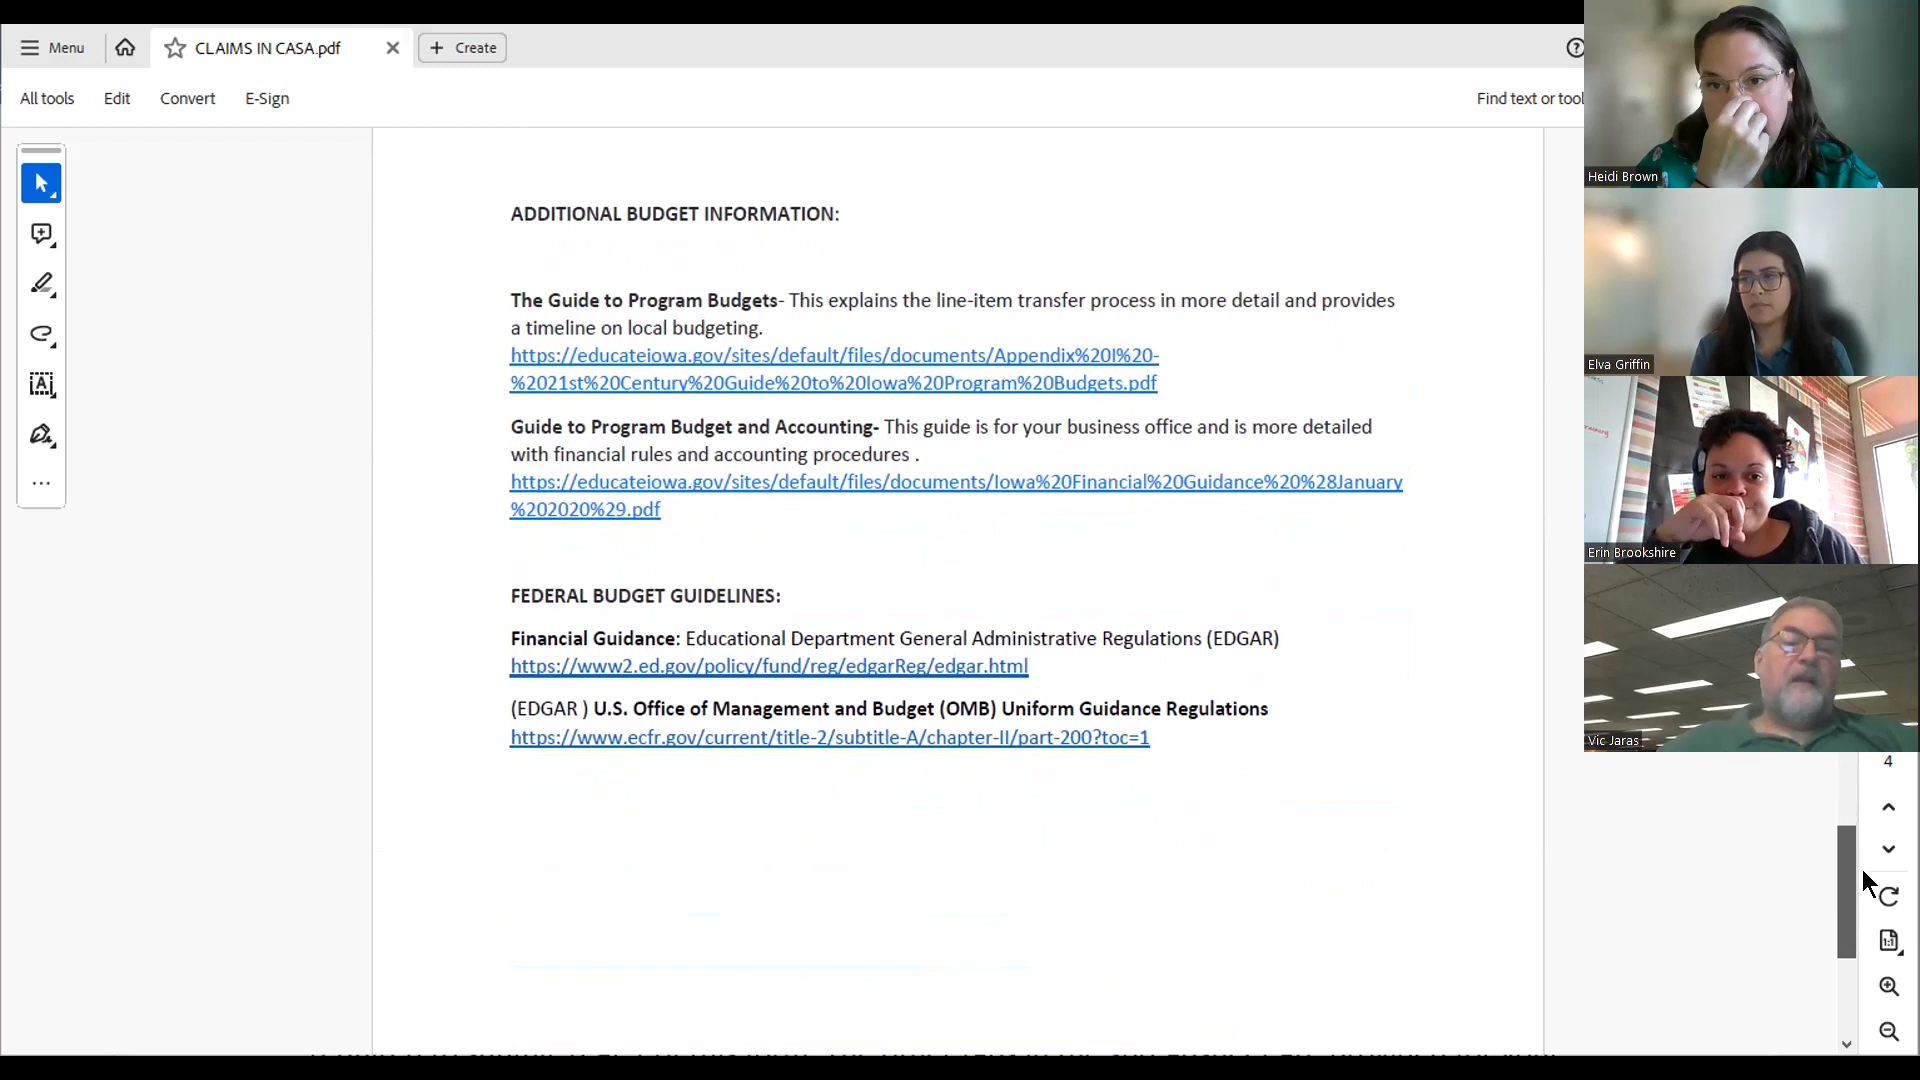 Menu
CLAIMS IN CASA.pdf
Create
All tools
Edit
Convert
E-Sign
Find text or tool
ADDITIONAL BUDGET INFORMATION:
The Guide to Program Budgets- This explains the line-item transfer process in more detail and provides
a timeline on local budgeting.
https://educateiowa.gov/sites/default/files/documents/Appendix%20I%20-
%2021st%20Century%20Guide%20to%20Iowa%20Program%20Budgets.pdf
Guide to Program Budget and Accounting- This guide is for your business office and is more detailed
with financial rules and accounting procedures .
https://educateiowa.gov/sites/default/files/documents/Iowa%20Financial%20Guidance%20%28January
%202020%29.pdf
FEDERAL BUDGET GUIDELINES:
Financial Guidance: Educational Department General Administrative Regulations (EDGAR)
https://www2.ed.gov/policy/fund/reg/edgarReg/edgar.html
(EDGAR ) U.S. Office of Management and Budget (OMB) Uniform Guidance Regulations
https://www.ecfr.gov/current/title-2/subtitle-A/chapter-II/part-200?toc=1
Heidi Brown
Elva Griffin
Erin Brookshire
Vic Jaras
4